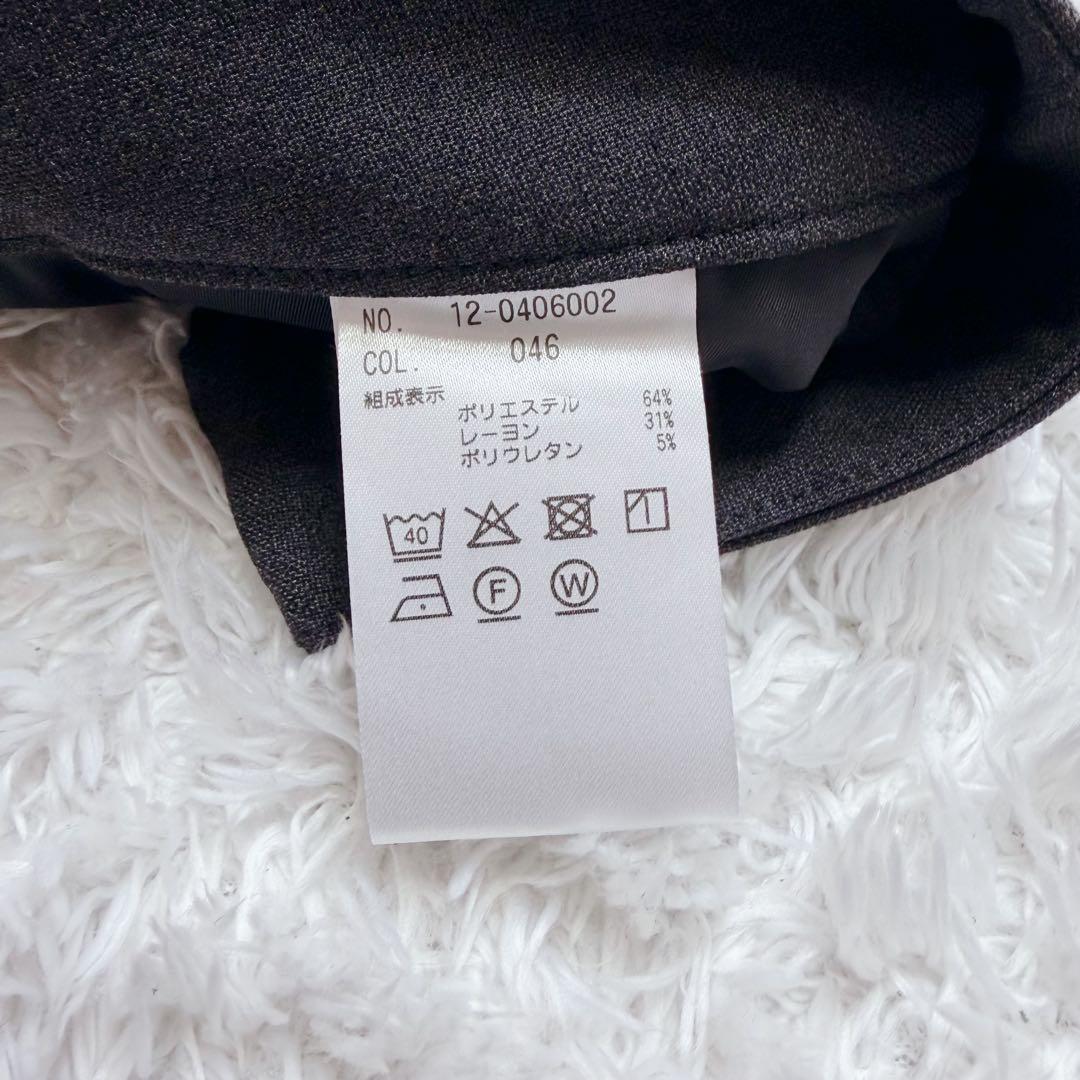 NO. 12-0406002
COL. 046
組成表示
ポリエステル 64%
レーヨン 31%
ポリウレタン 5%
40
F W